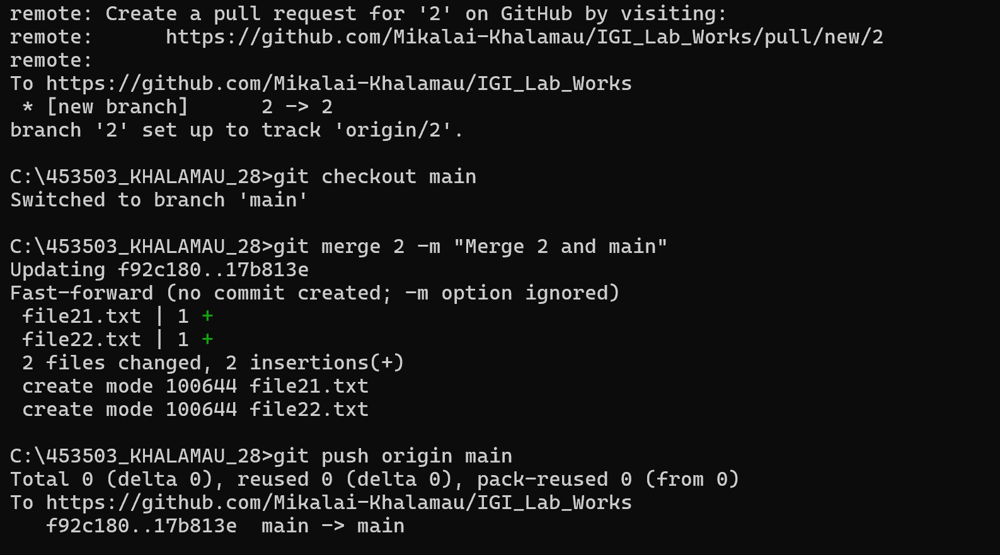 remote: Create a pull request for '2' on GitHub by visiting:
remote:      https://github.com/Mikalai-Khalamau/IGI_Lab_Works/pull/new/2
remote:
To https://github.com/Mikalai-Khalamau/IGI_Lab_Works
 * [new branch]      2 -> 2
branch '2' set up to track 'origin/2'.

C:\453503_KHALAMAU_28>git checkout main
Switched to branch 'main'

C:\453503_KHALAMAU_28>git merge 2 -m "Merge 2 and main"
Updating f92c180..17b813e
Fast-forward (no commit created; -m option ignored)
 file21.txt | 1 +
 file22.txt | 1 +
 2 files changed, 2 insertions(+)
 create mode 100644 file21.txt
 create mode 100644 file22.txt

C:\453503_KHALAMAU_28>git push origin main
Total 0 (delta 0), reused 0 (delta 0), pack-reused 0 (from 0)
To https://github.com/Mikalai-Khalamau/IGI_Lab_Works
   f92c180..17b813e  main -> main